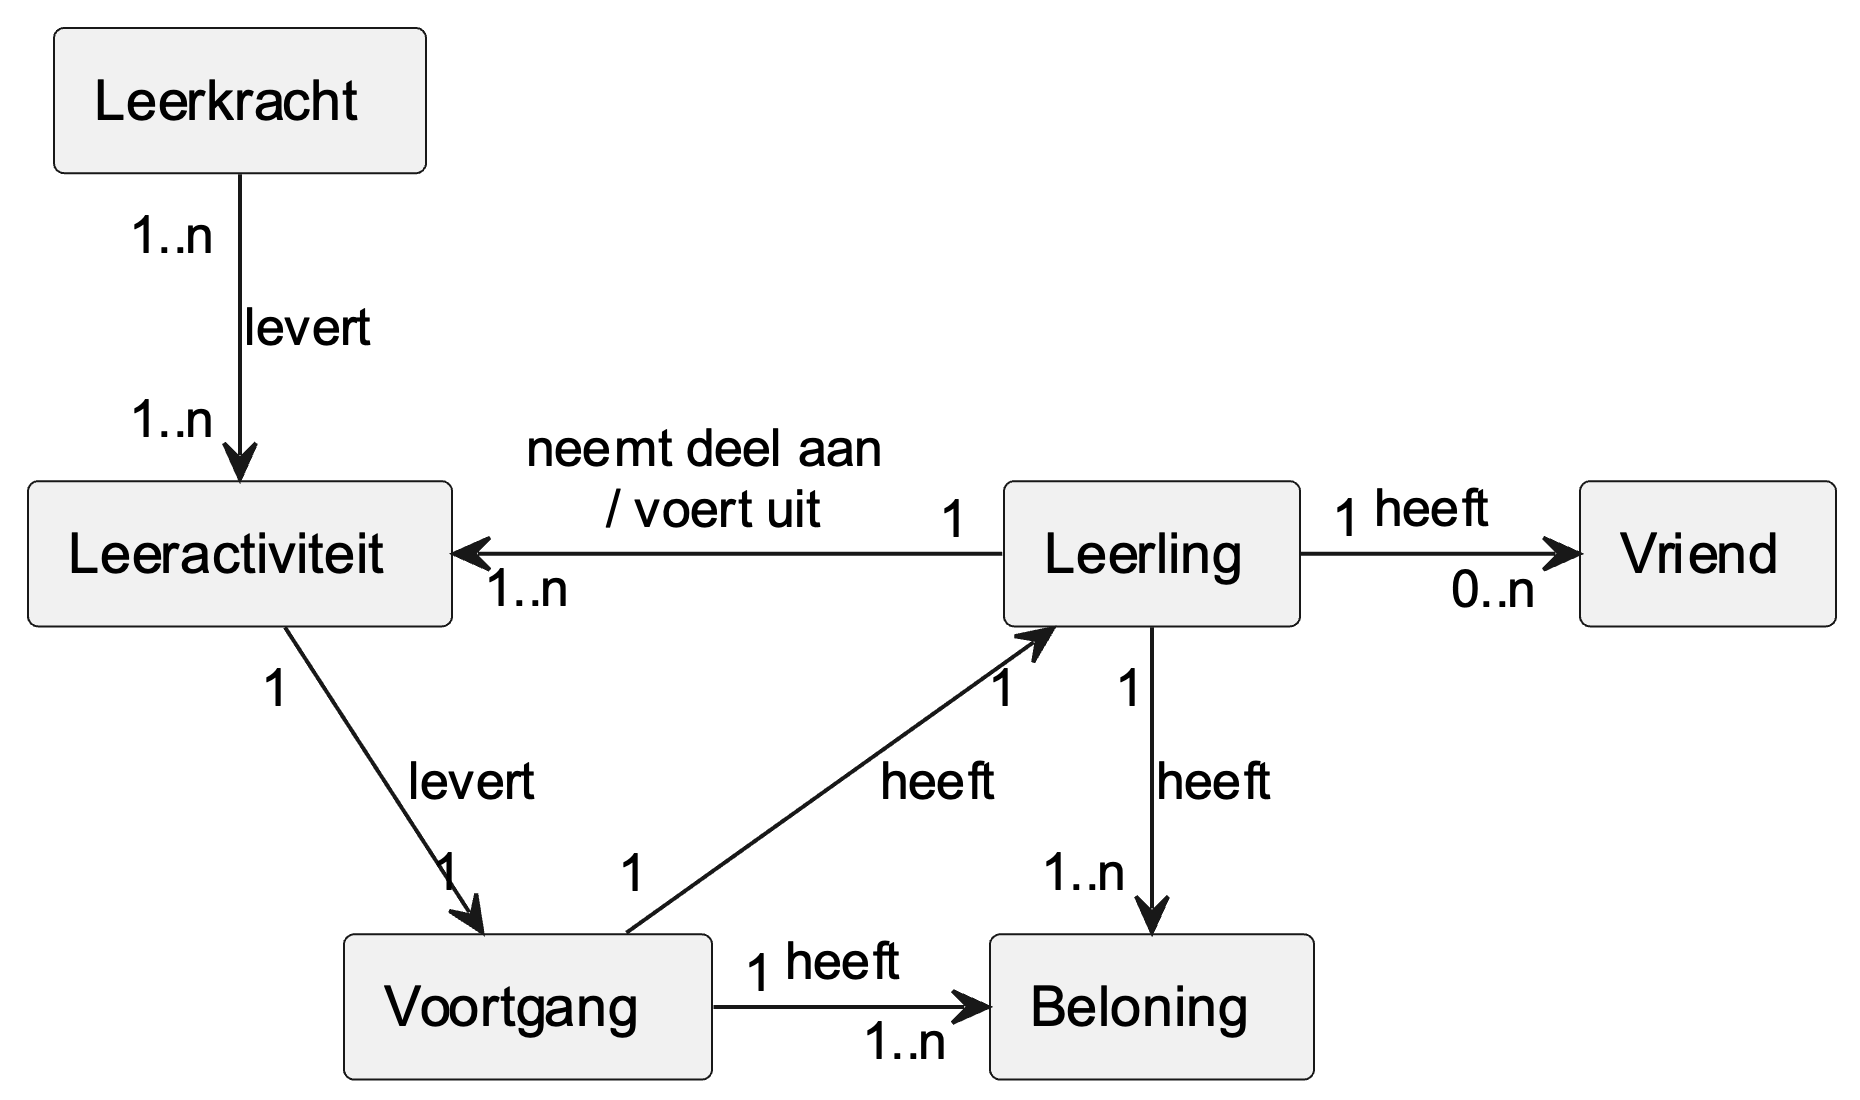 Leerkracht
1..n
levert
1..n
neemt deel aan
/ voert uit
1
1..n
Leeractiviteit
Leerling
1
heeft
0..n
Vriend
1
levert
1
1
heeft
1
1
heeft
1..n
Voortgang
1
heeft
1..n
Beloning